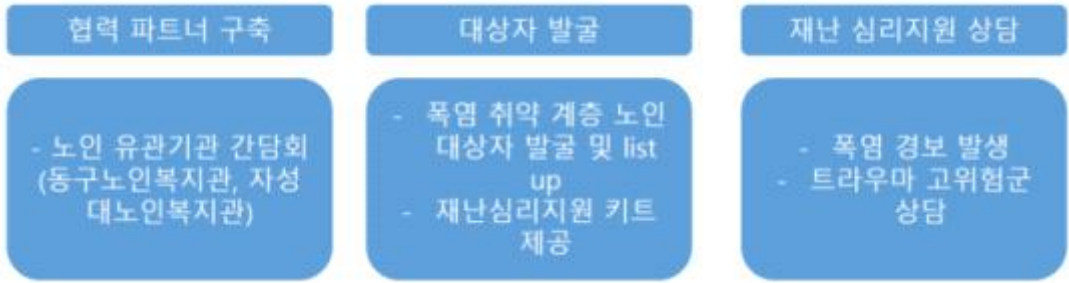 협력 파트너 구축
- 노인 유관기관 간담회
(동구노인복지관, 자성
대노인복지관)
대상자 발굴
- 폭염 취약 계층 노인
대상자 발굴 및 list
up
- 재난심리지원 키트
제공
재난 심리지원 상담
- 폭염 경보 발생
- 트라우마 고위험군
상담